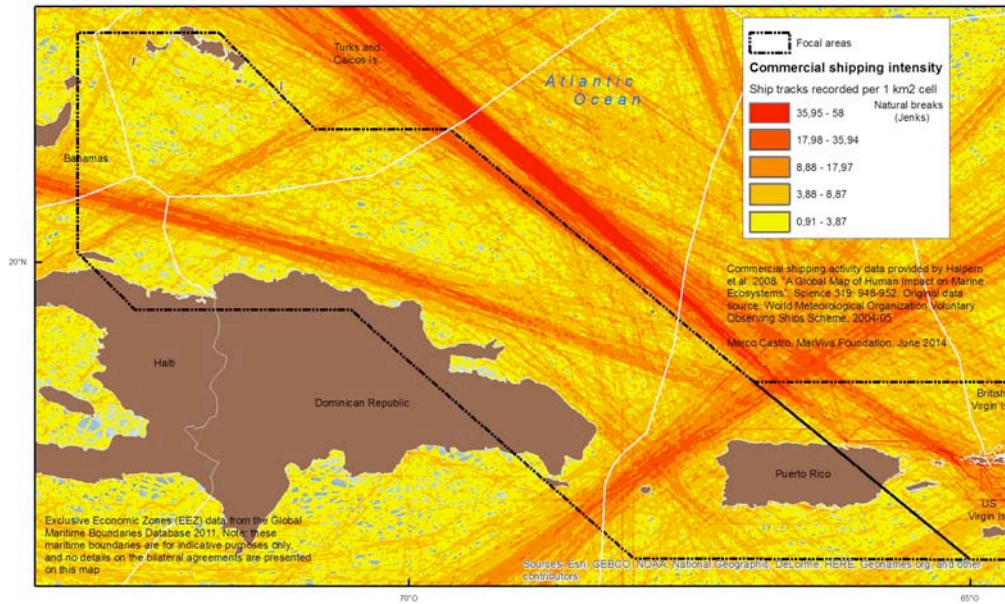 Turks and
Caicos Is.
Atlantic
Ocean
Focal areas
Commercial shipping intensity
Ship tracks recorded per 1 km2 cell
Natural breaks
(Jenks)
35,95 - 58
17,98 - 35,94
8,88 - 17,97
3,88 - 8,87
0,91 - 3,87
Bahamas
20°N
Commercial shipping activity data provided by Halpern
et al. 2008. "A Global Map of Human Impact on Marine
Ecosystems". Science 319: 948-952. Original data
source: World Meteorological Organization Voluntary
Observing Ships Scheme, 2004-05
Marco Castro, MarViva Foundation, June 2014
Haiti
Dominican Republic
British
Virgin Is
Puerto Rico
US
Virgin Is
Exclusive Economic Zones (EEZ) data from the Global
Maritime Boundaries Database 2011. Note: these
maritime boundaries are for indicative purposes only,
and no details on the bilateral agreements are presented
on this map
Sources: Esri, GEBCO, NOAA, National Geographic, DeLorme, HERE, Geonames.org, and other
contributors
70°0
65°0